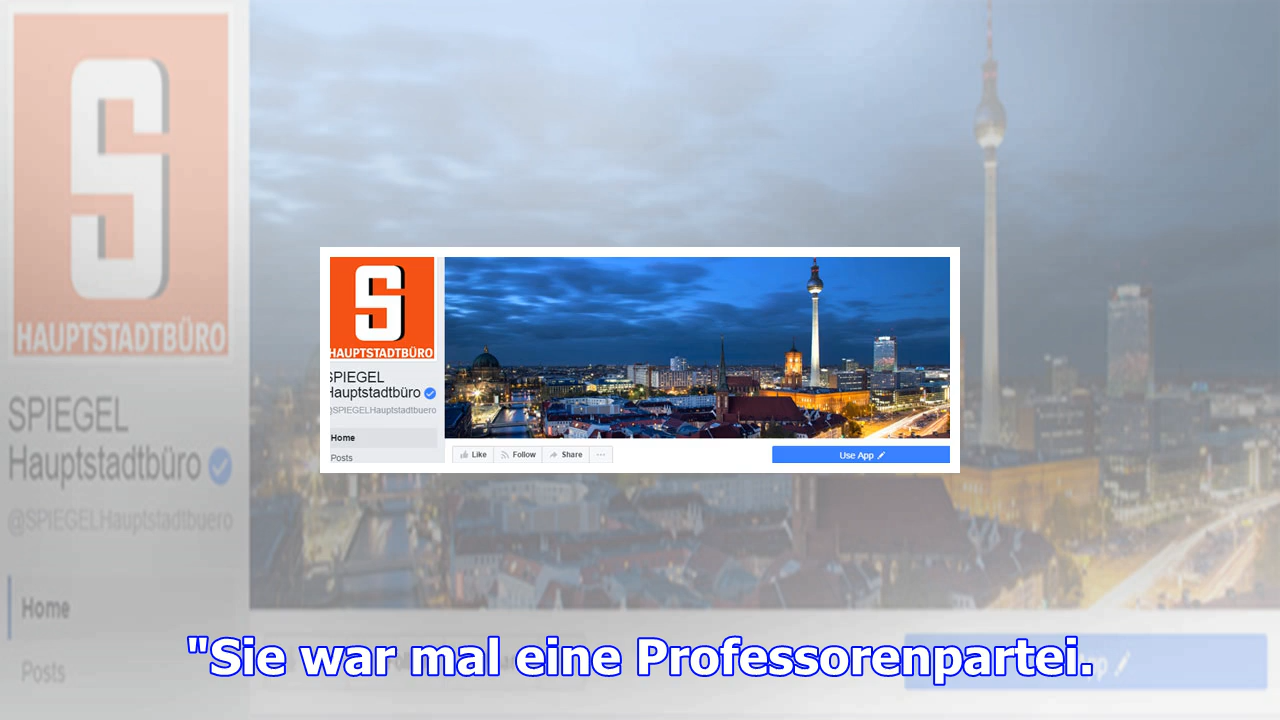 HAUPTSTADTBÜRO
SPIEGEL
Hauptstadtbüro
@SPIEGELHauptstadtbuero
Home
Posts
HAUPTSTADTBÜRO
SPIEGEL
Hauptstadtbüro
@SPIEGELHauptstadtbuero
Home
Posts
Like
Follow
Share
Use App
"Sie war mal eine Professorenpartei.